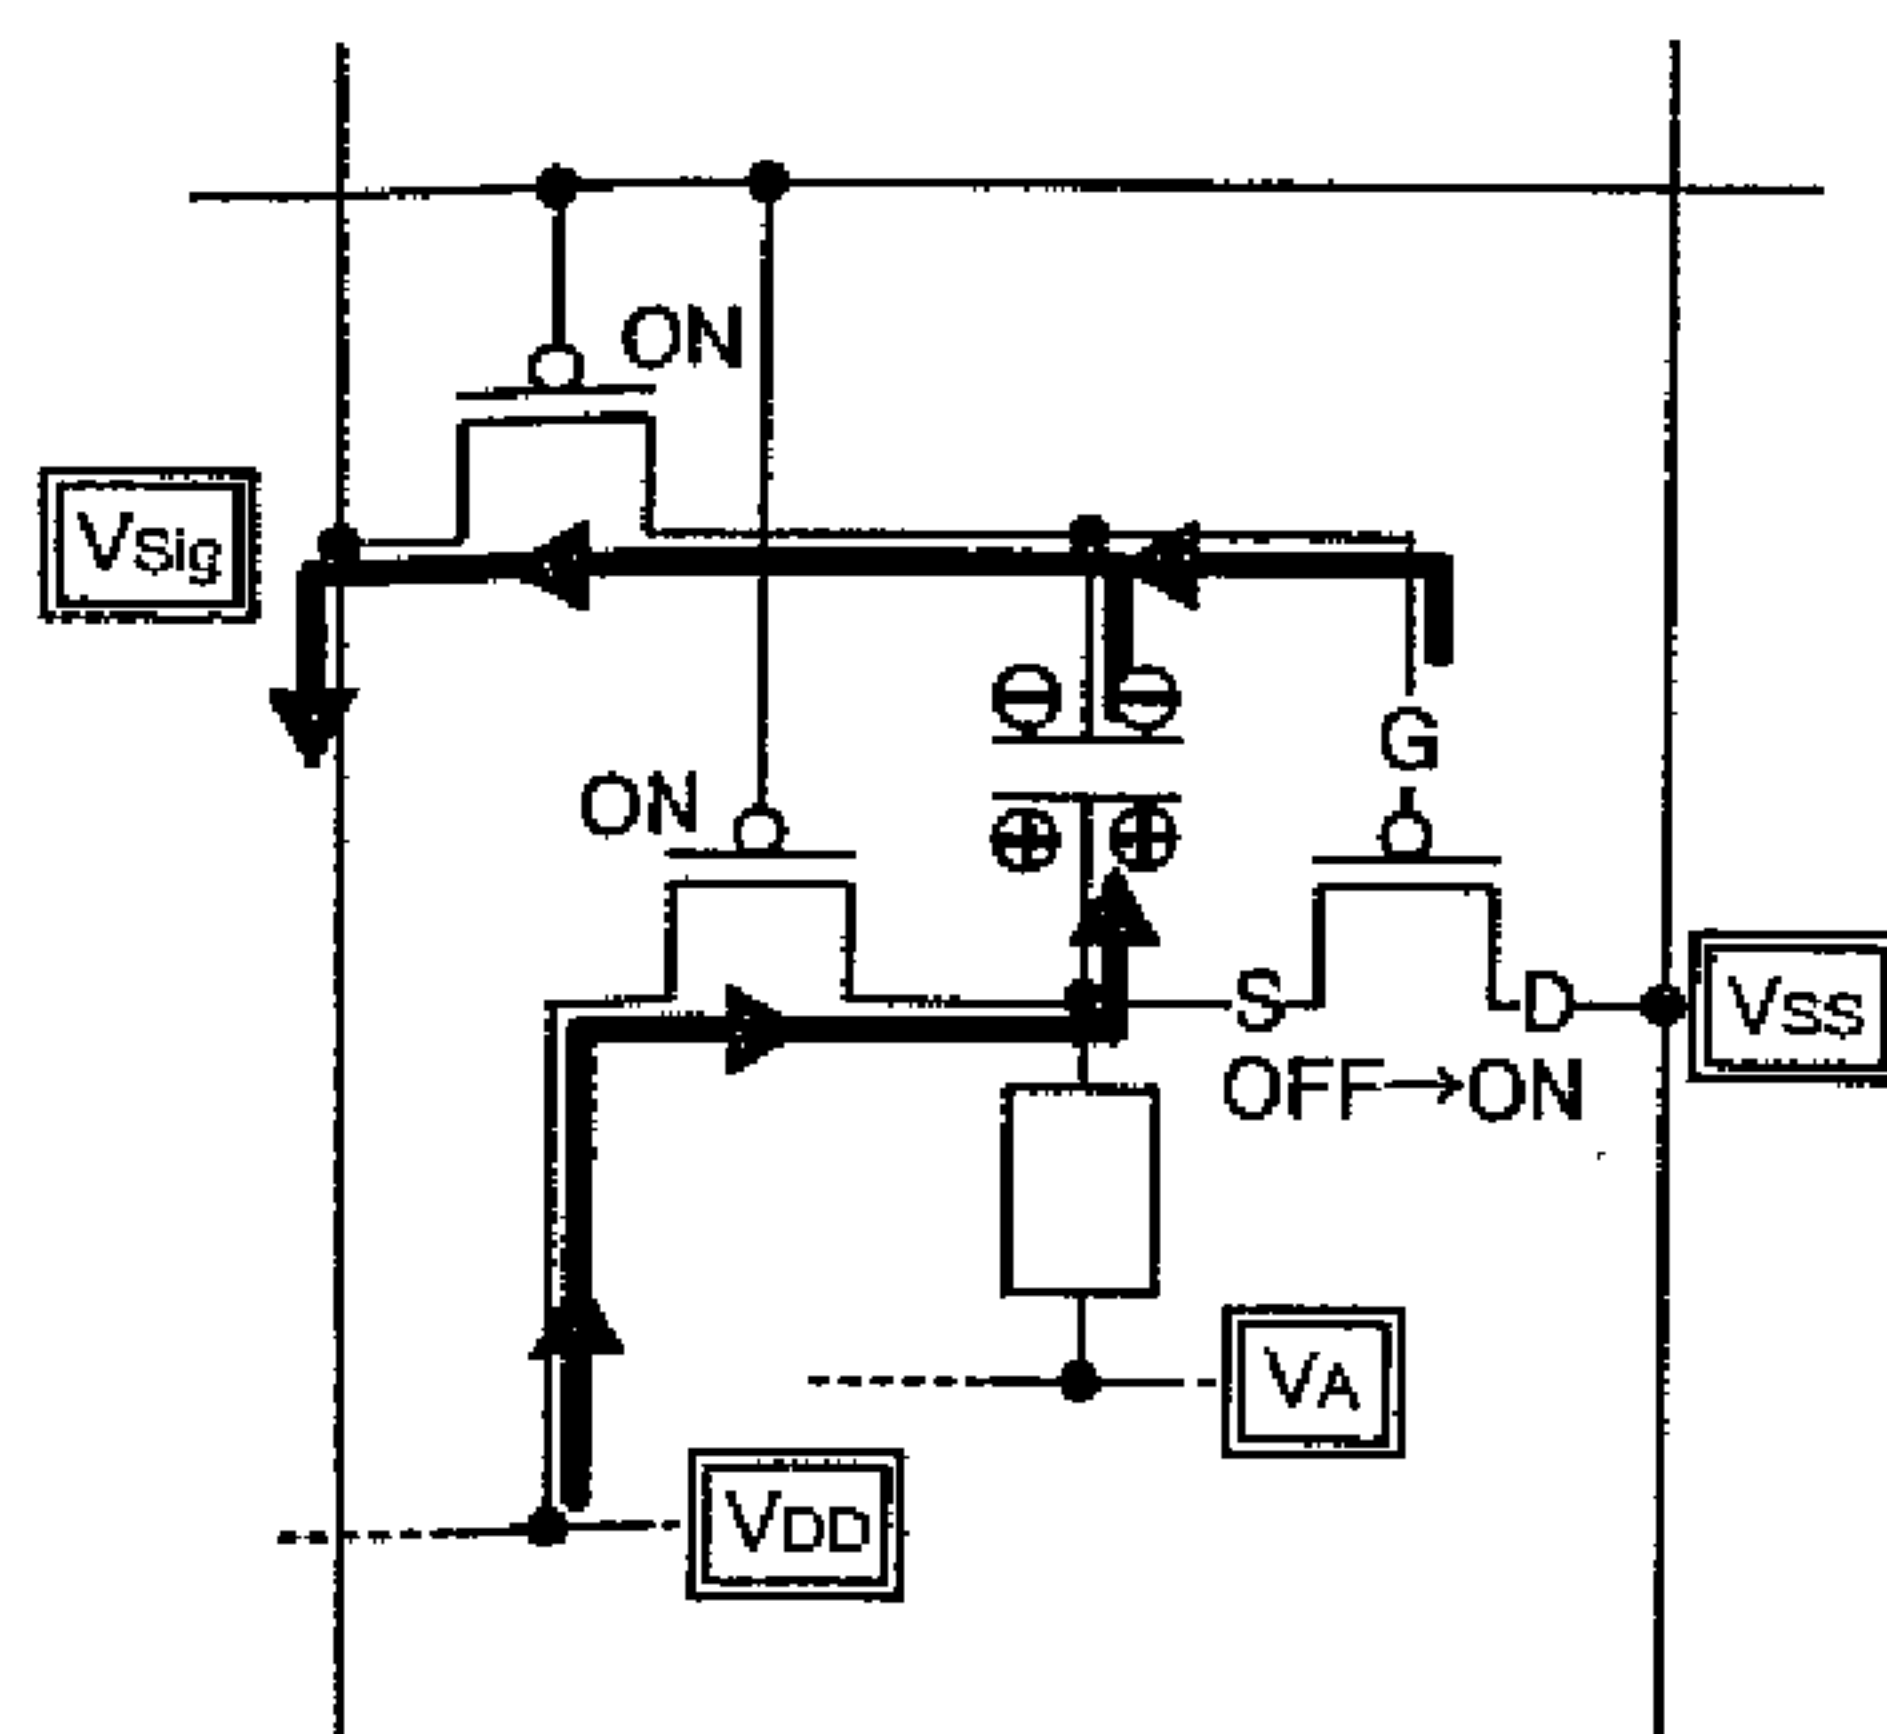 ON
VSig
ON
⊖ ⊖
G
⊕ ⊕
S D
VSS
OFF→ON
VA
VDD